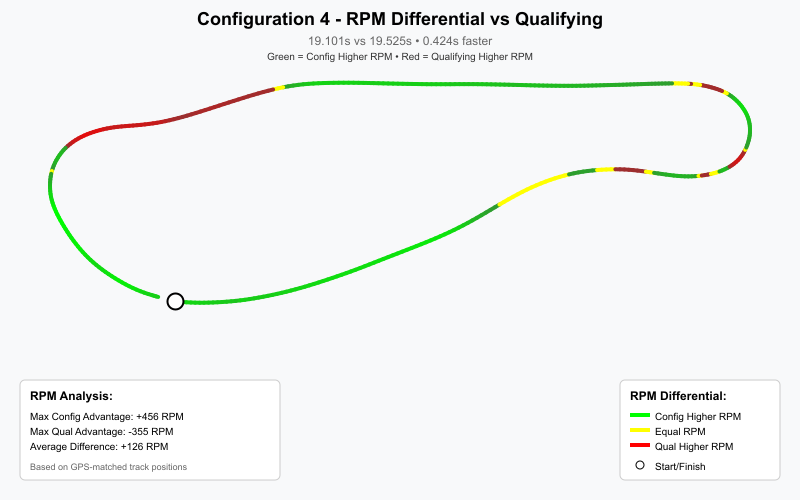 Configuration 4 - RPM Differential vs Qualifying
19.101s vs 19.525s • 0.424s faster
Green = Config Higher RPM • Red = Qualifying Higher RPM
RPM Analysis:
Max Config Advantage: +456 RPM
Max Qual Advantage: -355 RPM
Average Difference: +126 RPM
Based on GPS-matched track positions
RPM Differential:
Config Higher RPM
Equal RPM
Qual Higher RPM
Start/Finish